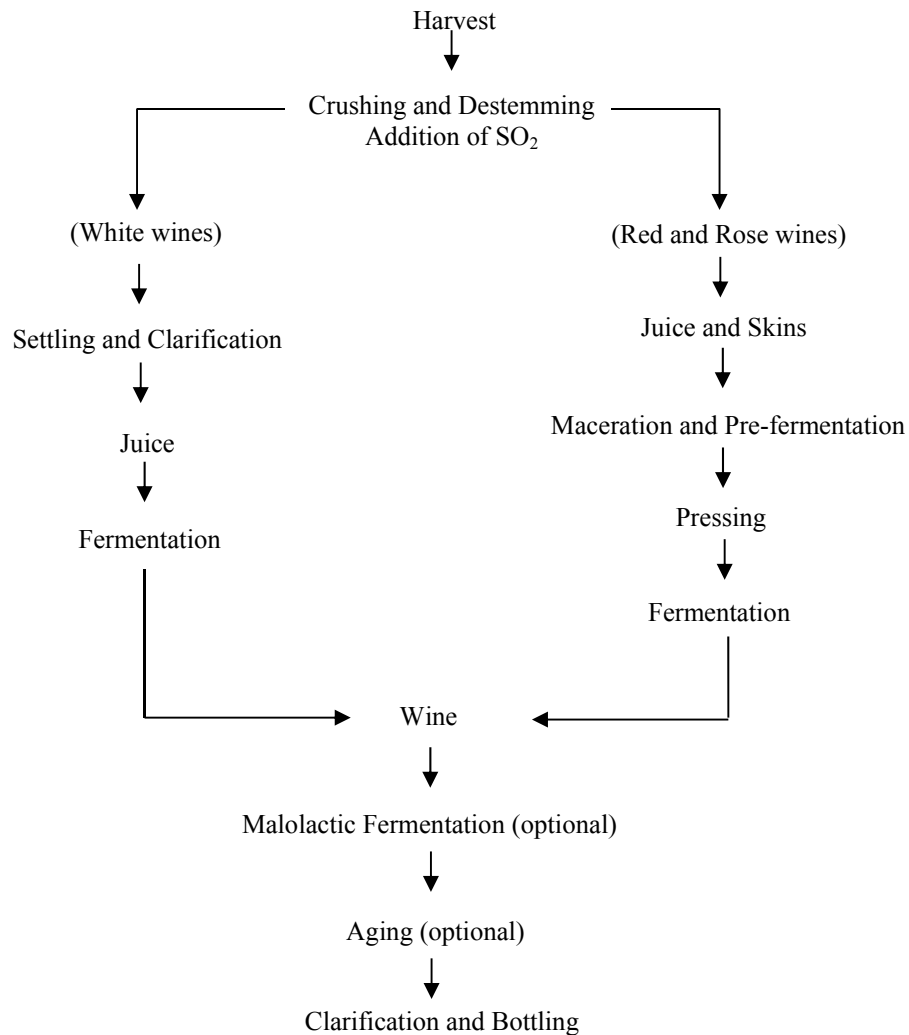 Harvest
Crushing and Destemming
Addition of SO₂
(White wines)
(Red and Rose wines)
Settling and Clarification
Juice and Skins
Juice
Maceration and Pre-fermentation
Fermentation
Pressing
Fermentation
Wine
Malolactic Fermentation (optional)
Aging (optional)
Clarification and Bottling